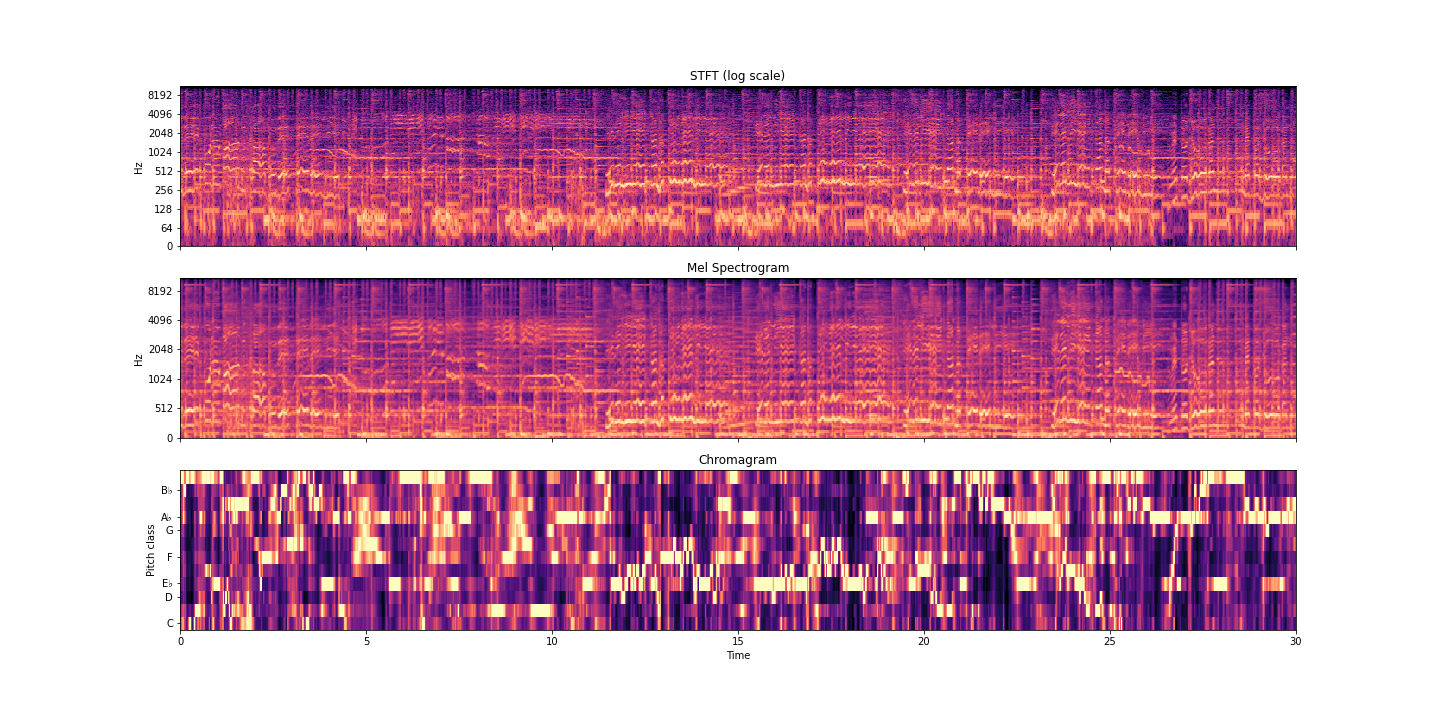 STFT (log scale)
8192
4096
2048
1024
512
256
128
64
0
Hz
Mel Spectrogram
8192
4096
2048
1024
512
0
Hz
Chromagram
B♭
A♭
G
F
E♭
D
C
Pitch class
0 5 10 15 20 25 30
Time